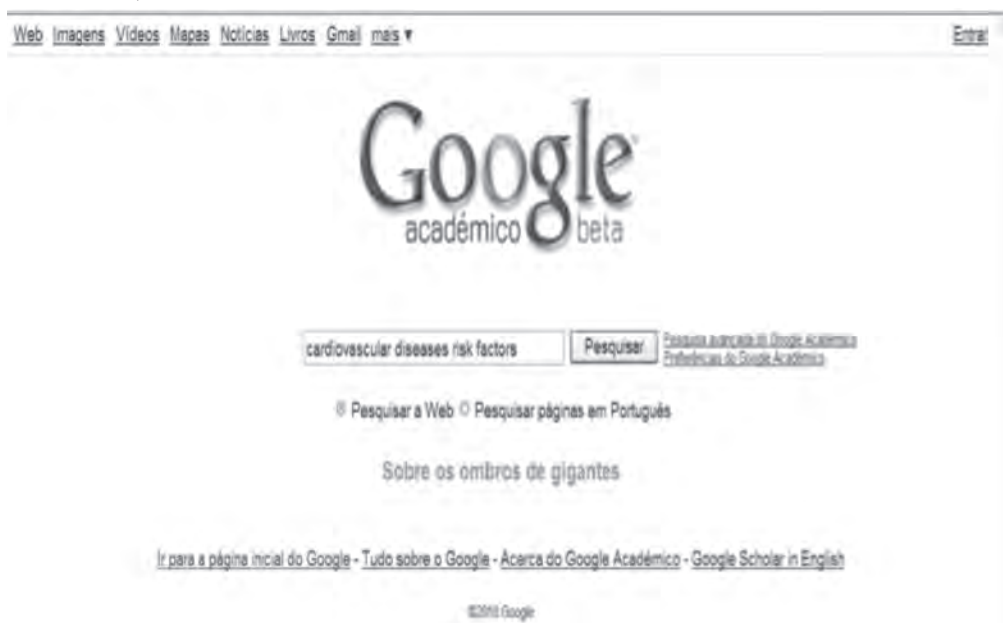 Web Imagens Vídeos Mapas Notícias Livros Gmail mais ▼ Entrar
Google
académico beta
cardiovascular diseases risk factors Pesquisar Pesquisa avançada do Google Académico
Preferências do Google Académico
Pesquisar a Web Pesquisar páginas em Português
Sobre os ombros de gigantes
Ir para a página inicial do Google - Tudo sobre o Google - Acerca do Google Académico - Google Scholar in English
©2010 Google